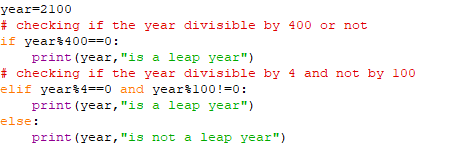 year=2100
# checking if the year divisible by 400 or not
if year%400==0:
    print(year,"is a leap year")
# checking if the year divisible by 4 and not by 100
elif year%4==0 and year%100!=0:
    print(year,"is a leap year")
else:
    print(year,"is not a leap year")